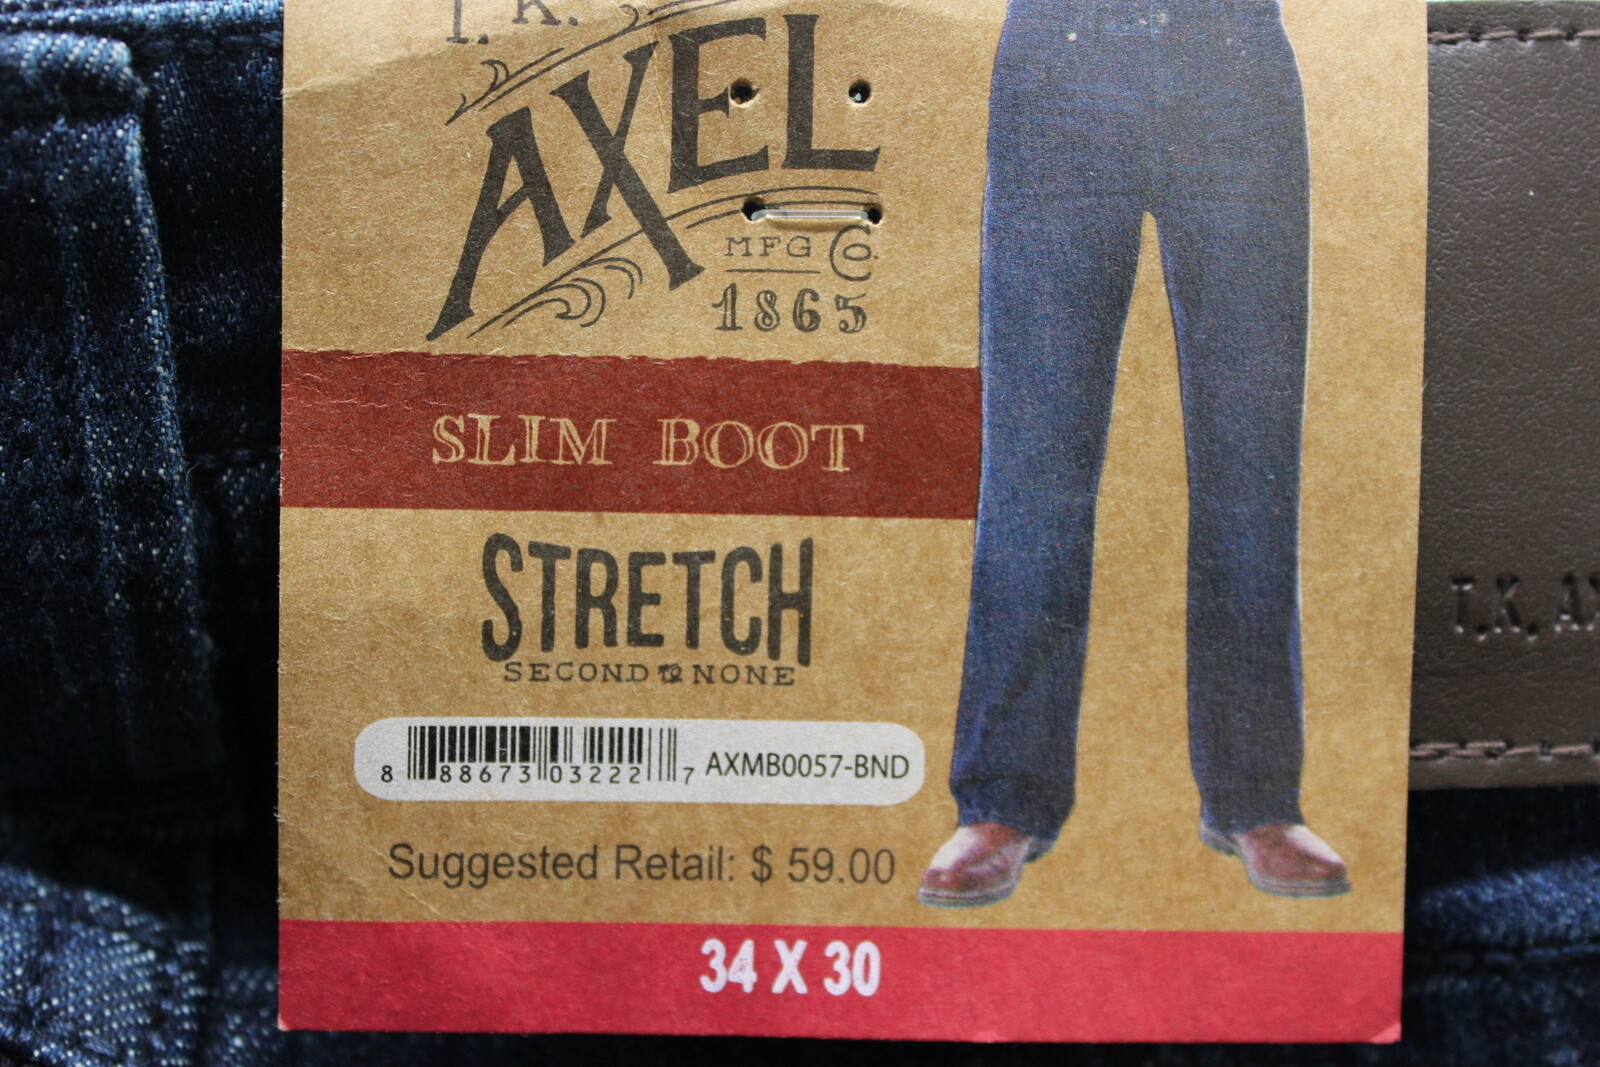 T. K.
AXEL
MFG Co.
1865
SLIM BOOT
STRETCH
SECOND TO NONE
8 88673 03222 7 AXMB0057-BND
Suggested Retail: $ 59.00
34 X 30
T.K. AX